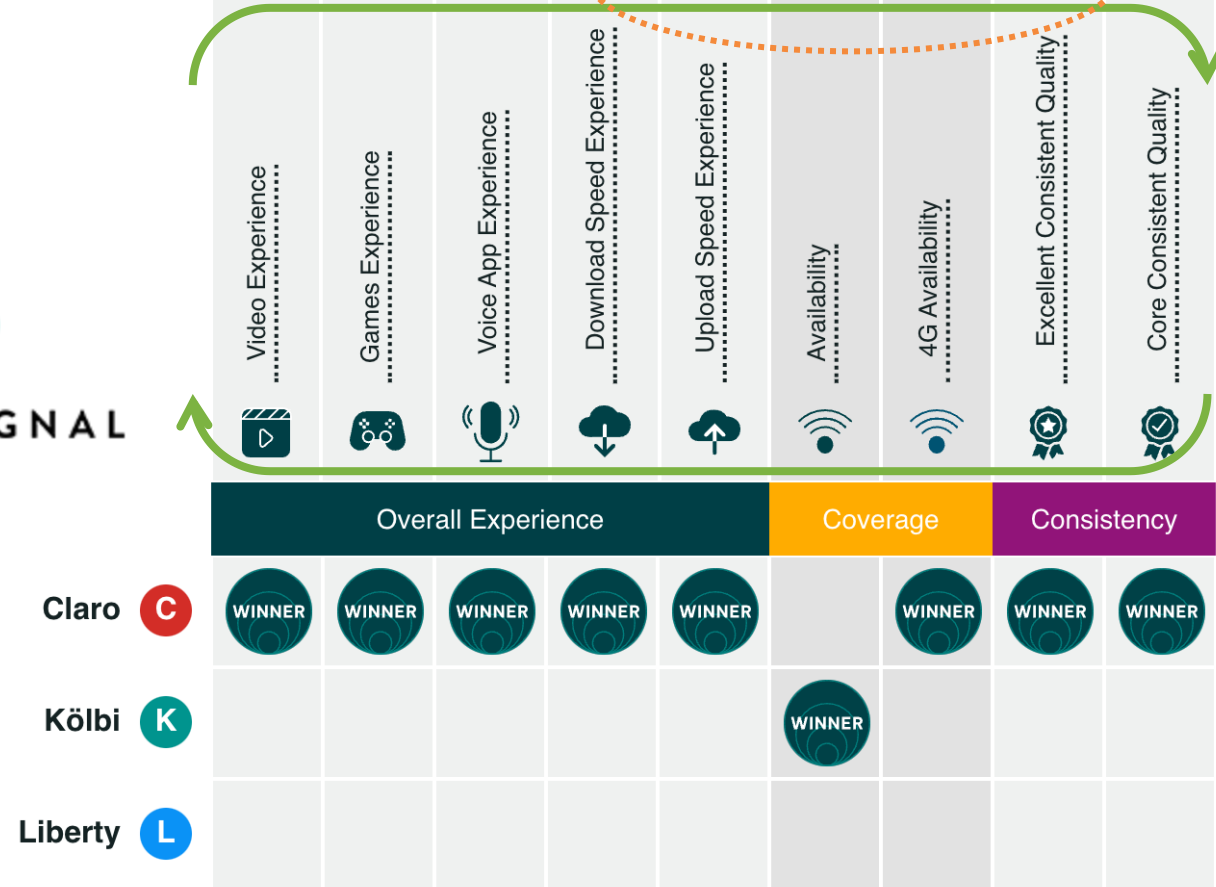 Video Experience
Games Experience
Voice App Experience
Download Speed Experience
Upload Speed Experience
Availability
4G Availability
Excellent Consistent Quality
Core Consistent Quality
GNAL
Overall Experience
Coverage
Consistency
Claro C WINNER WINNER WINNER WINNER WINNER WINNER WINNER WINNER
Kölbi K WINNER
Liberty L